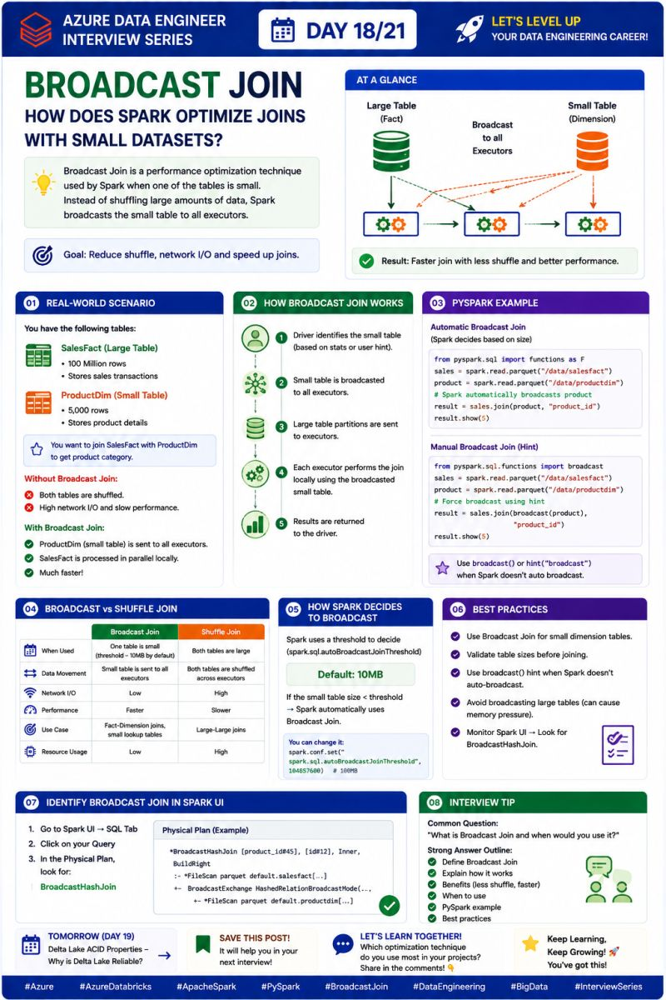 AZURE DATA ENGINEER
INTERVIEW SERIES
DAY 18/21
LET'S LEVEL UP
YOUR DATA ENGINEERING CAREER!
BROADCAST JOIN
HOW DOES SPARK OPTIMIZE JOINS
WITH SMALL DATASETS?
Broadcast Join is a performance optimization technique
used by Spark when one of the tables is small.
Instead of shuffling large amounts of data, Spark
broadcasts the small table to all executors.
Goal: Reduce shuffle, network I/O and speed up joins.
AT A GLANCE
Large Table
(Fact)
Broadcast
to all
Executors
Small Table
(Dimension)
Result: Faster join with less shuffle and better performance.
01 REAL-WORLD SCENARIO
You have the following tables:
SalesFact (Large Table)
• 100 Million rows
• Stores sales transactions
ProductDim (Small Table)
• 5,000 rows
• Stores product details
You want to join SalesFact with ProductDim
to get product category.
Without Broadcast Join:
Both tables are shuffled.
High network I/O and slow performance.
With Broadcast Join:
ProductDim (small table) is sent to all executors.
SalesFact is processed in parallel locally.
Much faster!
02 HOW BROADCAST JOIN WORKS
1 Driver identifies the small table
(based on stats or user hint).
2 Small table is broadcasted
to all executors.
3 Large table partitions are sent
to executors.
4 Each executor performs the join
locally using the broadcasted
small table.
5 Results are returned
to the driver.
03 PYSPARK EXAMPLE
Automatic Broadcast Join
(Spark decides based on size)
from pyspark.sql import functions as F
sales = spark.read.parquet("/data/salesfact")
product = spark.read.parquet("/data/productdim")
# Spark automatically broadcasts product
result = sales.join(product, "product_id")
result.show(5)
Manual Broadcast Join (Hint)
from pyspark.sql.functions import broadcast
sales = spark.read.parquet("/data/salesfact")
product = spark.read.parquet("/data/productdim")
# Force broadcast using hint
result = sales.join(broadcast(product),
"product_id")
result.show(5)
Use broadcast() or hint("broadcast")
when Spark doesn't auto broadcast.
04 BROADCAST vs SHUFFLE JOIN
Broadcast Join Shuffle Join
When Used One table is small (threshold – 10MB by default) Both tables are large
Data Movement Small table is sent to all executors Both tables are shuffled across executors
Network I/O Low High
Performance Faster Slower
Use Case Fact-Dimension joins, small lookup tables Large-Large joins
Resource Usage Low High
05 HOW SPARK DECIDES
TO BROADCAST
Spark uses a threshold to decide
(spark.sql.autoBroadcastJoinThreshold)
Default: 10MB
If the small table size < threshold
→ Spark automatically uses
Broadcast Join.
You can change it:
spark.conf.set("
spark.sql.autoBroadcastJoinThreshold",
104857600) # 100MB
06 BEST PRACTICES
Use Broadcast Join for small dimension tables.
Validate table sizes before joining.
Use broadcast() hint when Spark doesn't
auto-broadcast.
Avoid broadcasting large tables (can cause
memory pressure).
Monitor Spark UI → Look for
BroadcastHashJoin.
07 IDENTIFY BROADCAST JOIN IN SPARK UI
1. Go to Spark UI → SQL Tab
2. Click on your Query
3. In the Physical Plan,
look for:
BroadcastHashJoin
Physical Plan (Example)
*BroadcastHashJoin [product_id#45], [id#12], Inner,
BuildRight
:- *FileScan parquet default.salesfact[...]
+- BroadcastExchange HashedRelationBroadcastMode(...,
+- *FileScan parquet default.productdim[...]
08 INTERVIEW TIP
Common Question:
"What is Broadcast Join and when would you use it?"
Strong Answer Outline:
Define Broadcast Join
Explain how it works
Benefits (less shuffle, faster)
When to use
PySpark example
Best practices
TOMORROW (DAY 19)
Delta Lake ACID Properties –
Why is Delta Lake Reliable?
SAVE THIS POST!
It will help you in your
next interview!
LET'S LEARN TOGETHER!
Which optimization technique
do you use most in your projects?
Share in the comments! 👇
Keep Learning,
Keep Growing! 🚀
You've got this!
#Azure #AzureDatabricks #ApacheSpark #PySpark #BroadcastJoin #DataEngineering #BigData #InterviewSeries